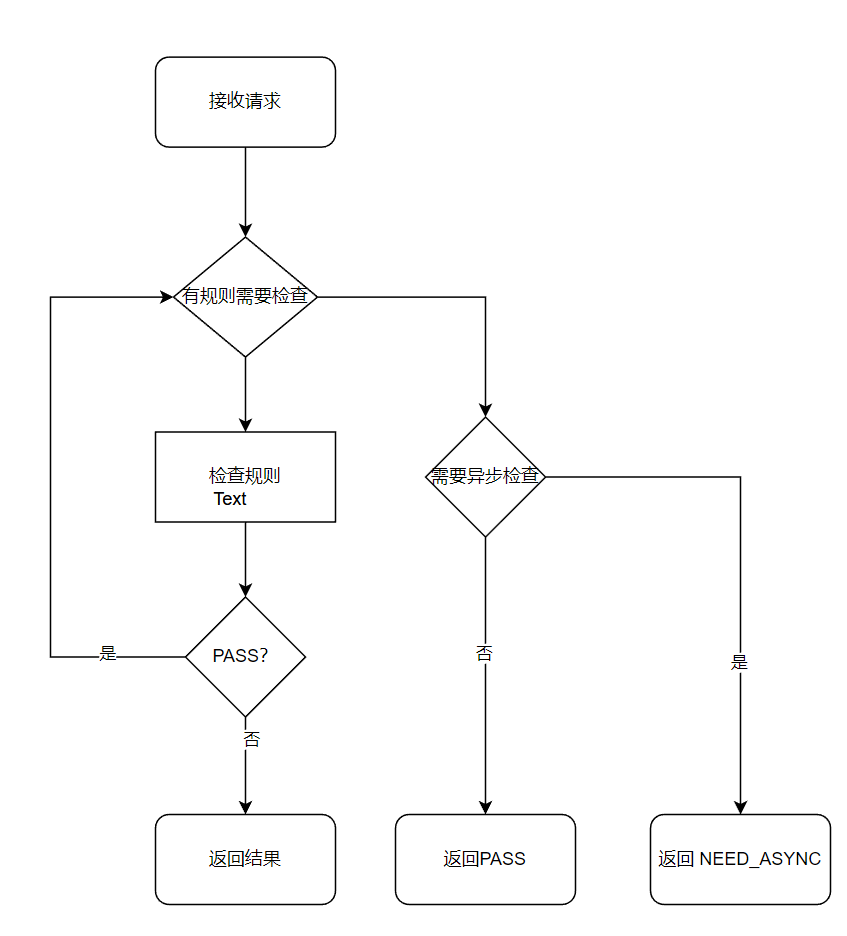 接收请求
有规则需要检查
检查规则
Text
需要异步检查
PASS?
是
否
否
是
返回结果
返回PASS
返回 NEED_ASYNC